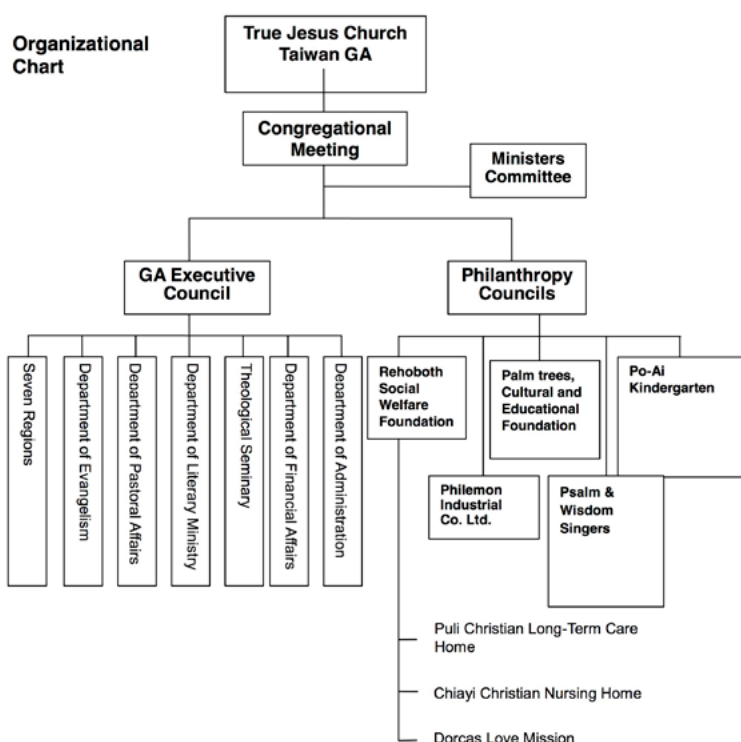 Organizational
Chart
True Jesus Church
Taiwan GA
Congregational
Meeting
Ministers
Committee
GA Executive
Council
Philanthropy
Councils
Seven Regions
Department of Evangelism
Department of Pastoral Affairs
Department of Literary Ministry
Theological Seminary
Department of Financial Affairs
Department of Administration
Rehoboth
Social
Welfare
Foundation
Palm trees,
Cultural and
Educational
Foundation
Po-Ai
Kindergarten
Philemon
Industrial
Co. Ltd.
Psalm &
Wisdom
Singers
Puli Christian Long-Term Care
Home
Chiayi Christian Nursing Home
Dorcas Love Mission